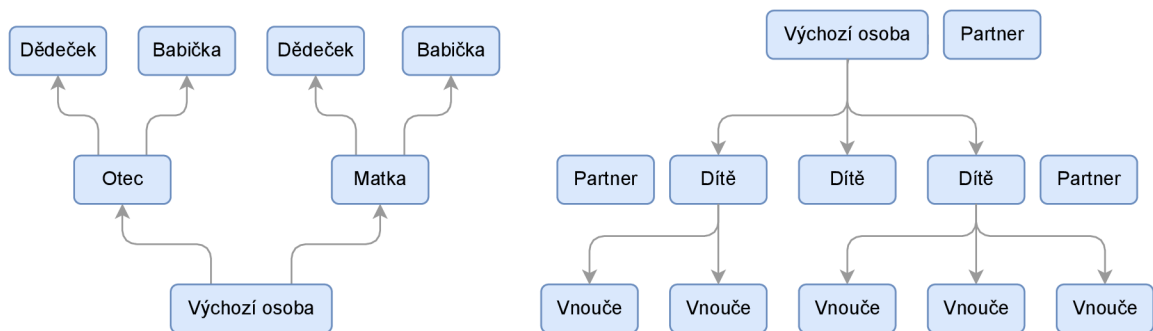 Dědeček
Babička
Dědeček
Babička
Otec
Matka
Výchozí osoba
Výchozí osoba
Partner
Partner
Dítě
Dítě
Dítě
Partner
Vnouče
Vnouče
Vnouče
Vnouče
Vnouče